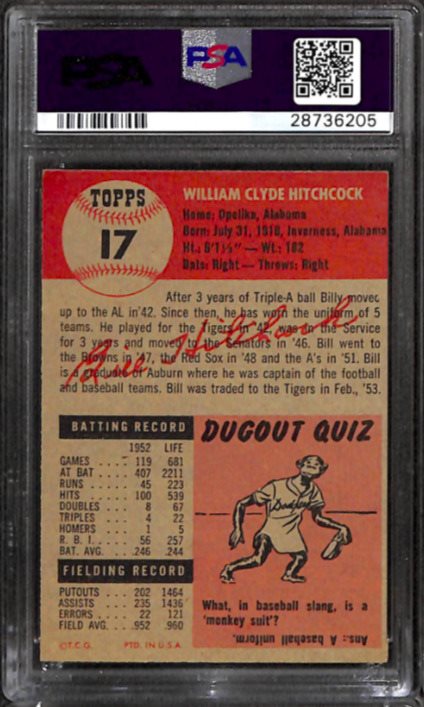 PSA
28736205
TOPPS
17
WILLIAM CLYDE HITCHCOCK
Home: Opelika, Alabama
Born: July 31, 1916, Inverness, Alabama
Ht.: 6'1½" — Wt.: 182
Bats: Right — Throws: Right
After 3 years of Triple-A ball Billy moved
up to the AL in '42. Since then, he has worn the uniform of 5
teams. He played for the Tigers in '42, was in the Service
for 3 years and moved to the Senators in '46. Bill went to
the Browns in '47, the Red Sox in '48 and the A's in '51. Bill
is a graduate of Auburn where he was captain of the football
and baseball teams. Bill was traded to the Tigers in Feb., '53.
Bill Hitchcock
BATTING RECORD
1952 LIFE
GAMES ... 119 681
AT BAT ... 407 2211
RUNS ... 45 223
HITS ... 100 539
DOUBLES .. 8 67
TRIPLES .. 4 22
HOMERS .. 1 5
R. B. I. ... 56 257
BAT. AVG. .. .246 .244
FIELDING RECORD
PUTOUTS .. 202 1464
ASSISTS ... 235 1436
ERRORS ... 22 121
FIELD AVG. .. .952 .960
©T.C.G. PTD. IN U.S.A.
DUGOUT QUIZ
Dodgers
What, in baseball slang, is a
'monkey suit'?
Ans.: A baseball uniform.